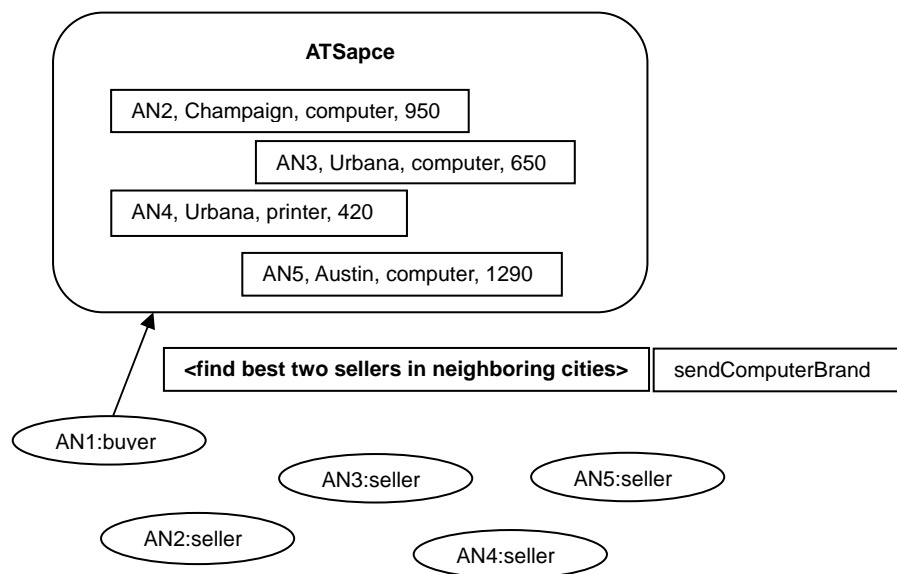 ATSapce
AN2, Champaign, computer, 950
AN3, Urbana, computer, 650
AN4, Urbana, printer, 420
AN5, Austin, computer, 1290
<find best two sellers in neighboring cities> sendComputerBrand
AN1:buyer
AN3:seller
AN5:seller
AN2:seller
AN4:seller